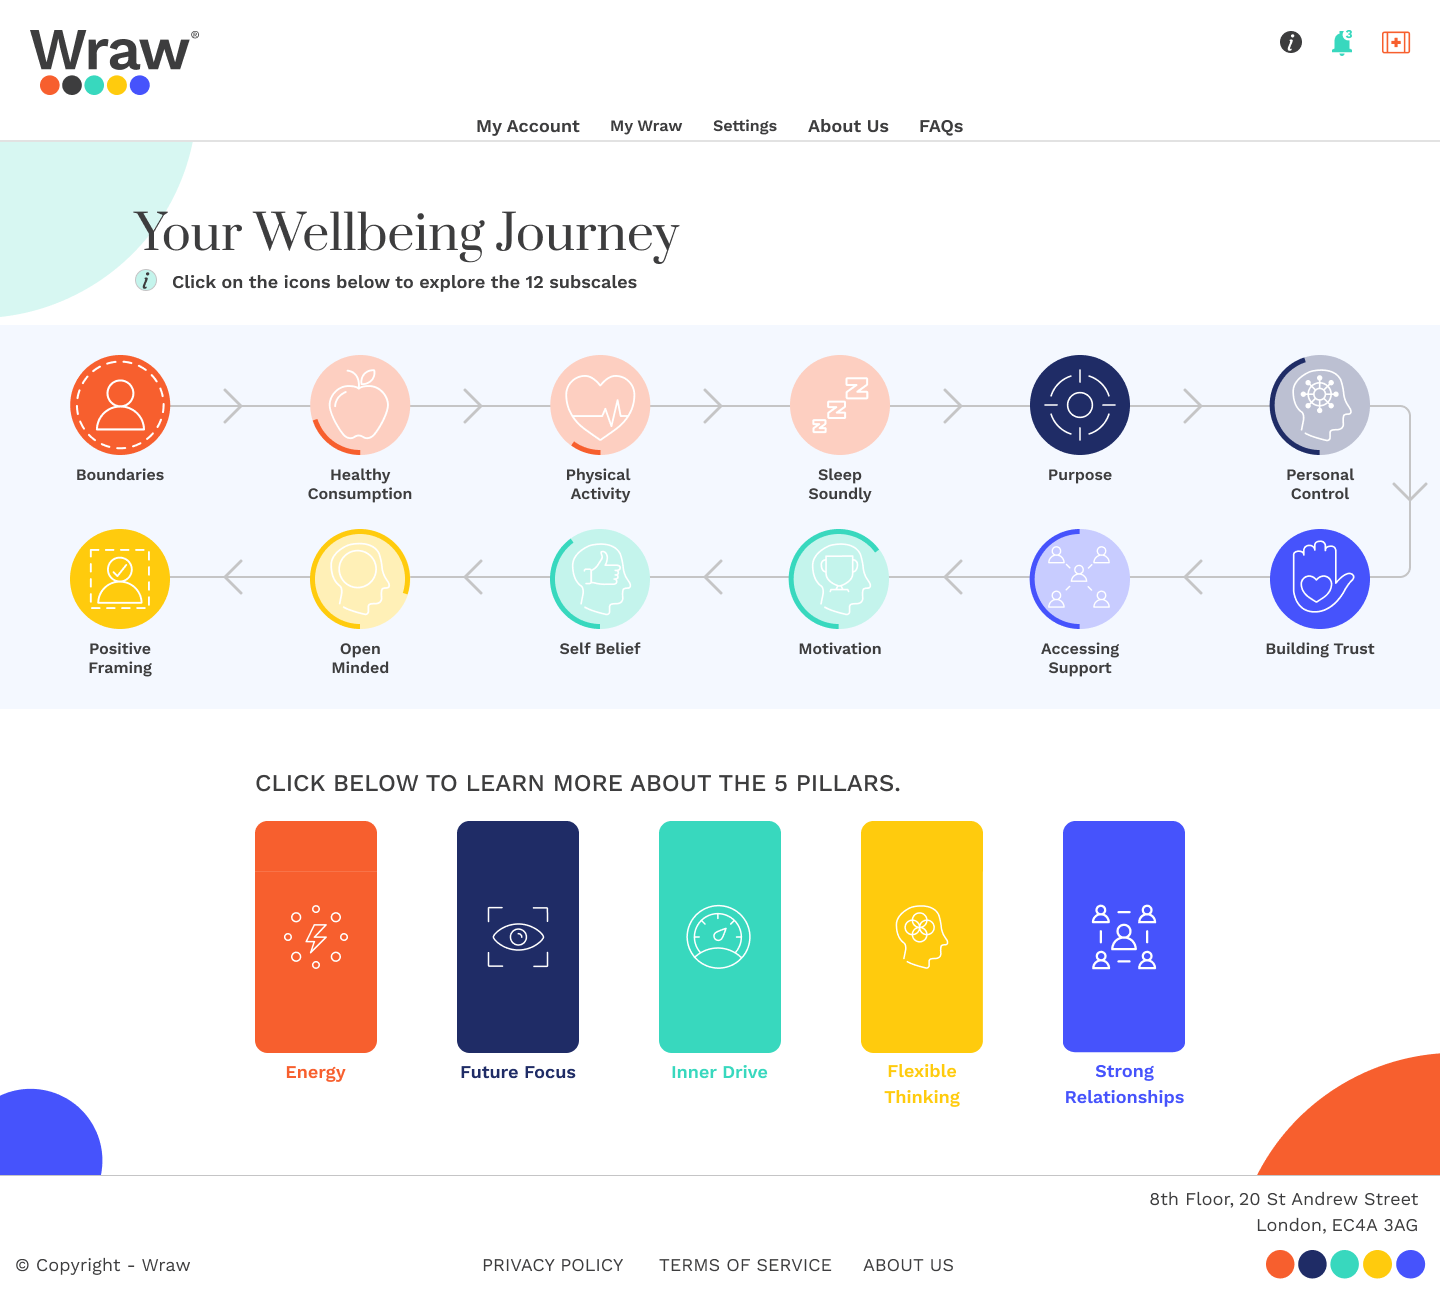 Wraw®
3
My Account My Wraw Settings About Us FAQs
Your Wellbeing Journey
i Click on the icons below to explore the 12 subscales
Boundaries
Healthy
Consumption
Physical
Activity
Sleep
Soundly
Purpose
Personal
Control
Positive
Framing
Open
Minded
Self Belief
Motivation
Accessing
Support
Building Trust
CLICK BELOW TO LEARN MORE ABOUT THE 5 PILLARS.
Energy
Future Focus
Inner Drive
Flexible
Thinking
Strong
Relationships
8th Floor, 20 St Andrew Street
London, EC4A 3AG
© Copyright - Wraw
PRIVACY POLICY TERMS OF SERVICE ABOUT US